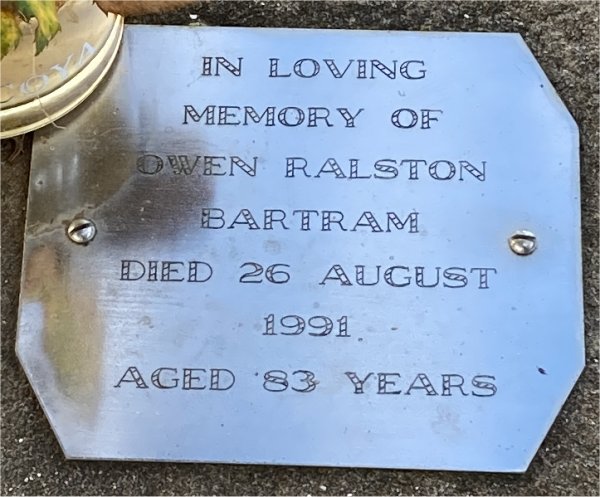 IN LOVING
MEMORY OF
OWEN RALSTON
BARTRAM
DIED 26 AUGUST
1991
AGED 83 YEARS